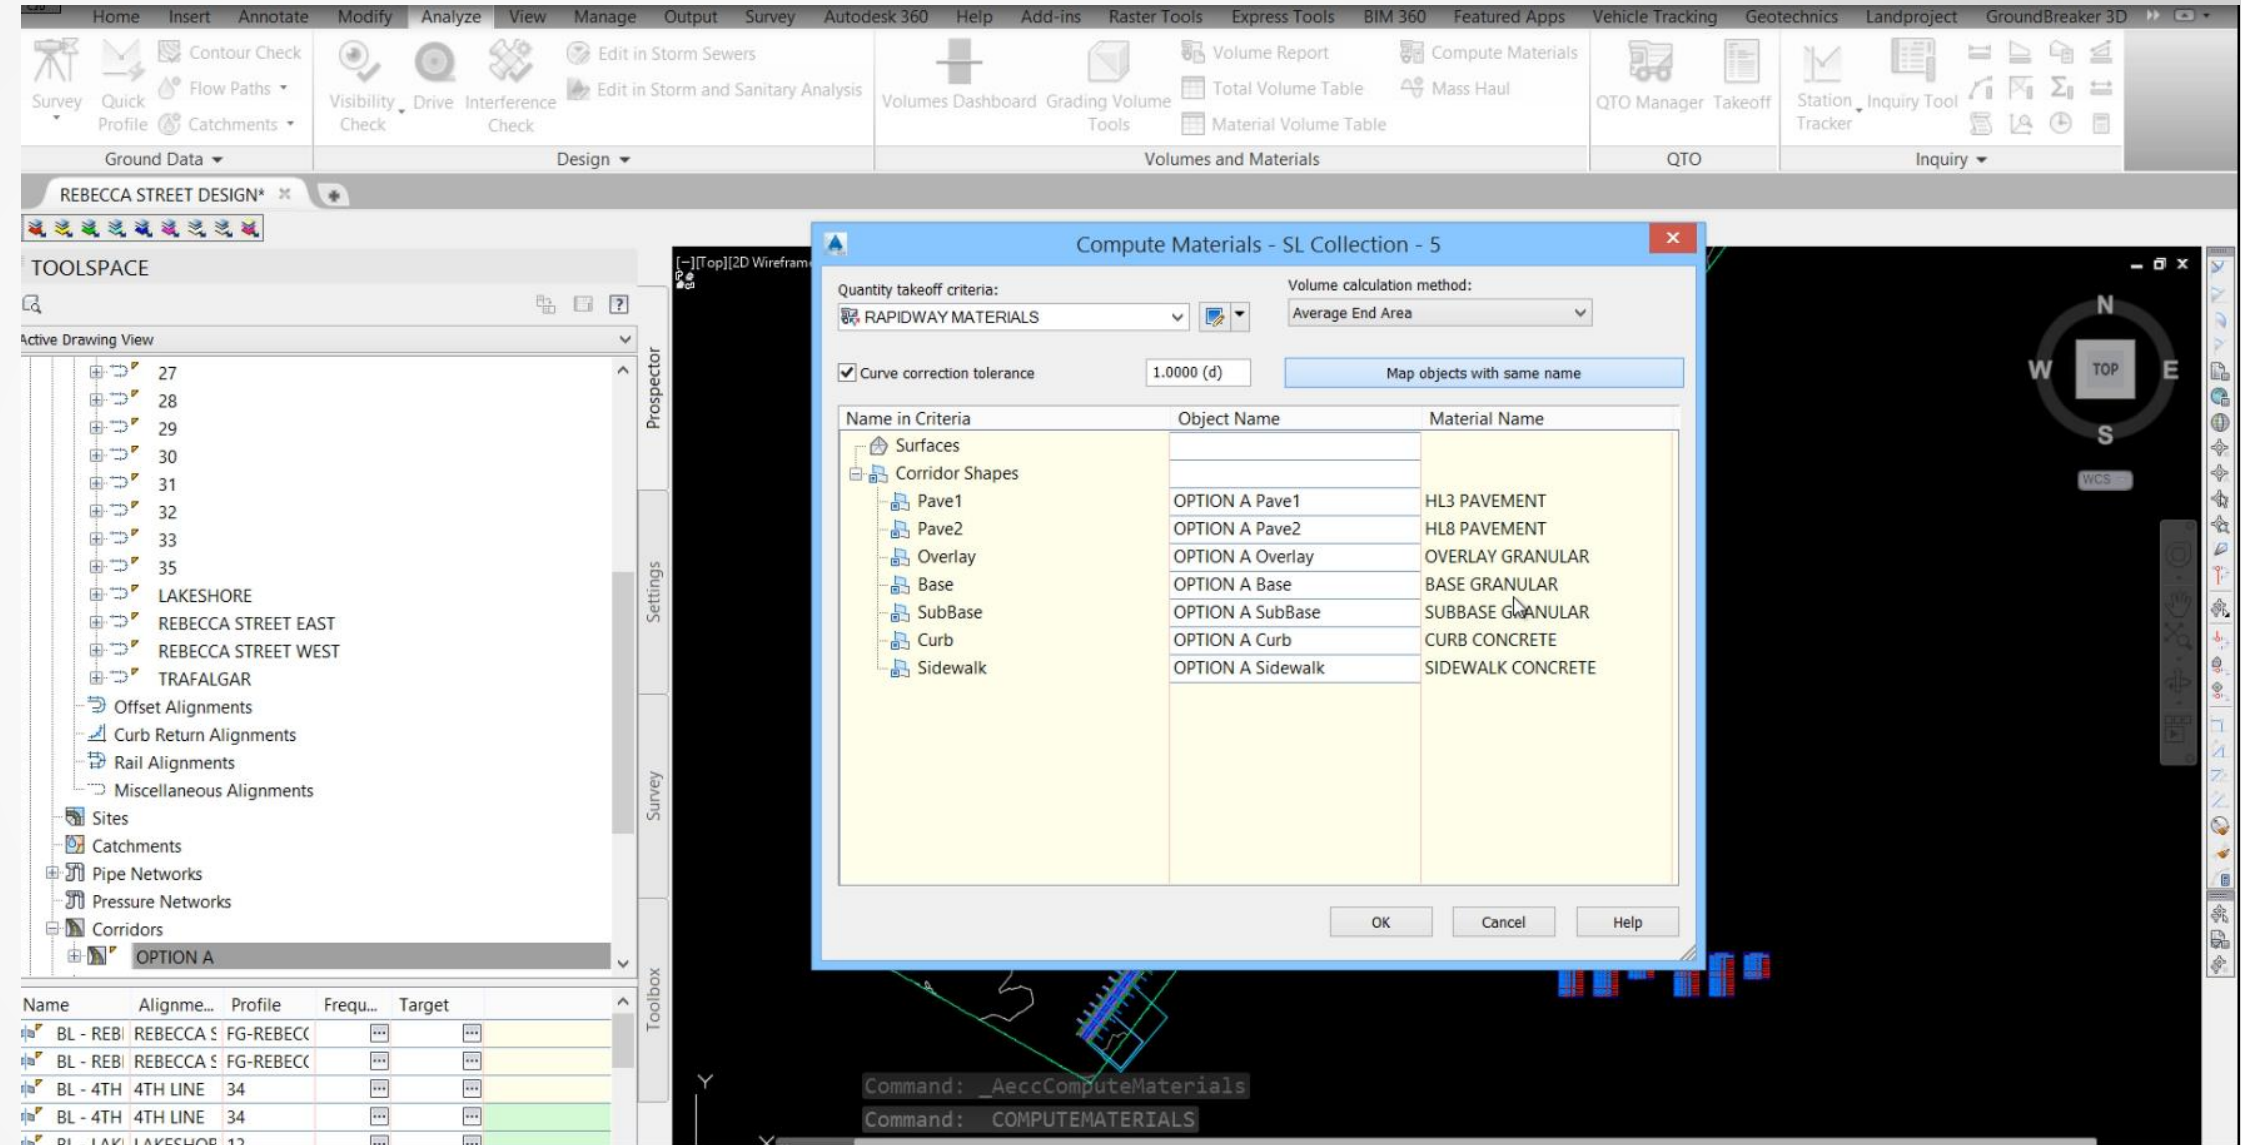 Home Insert Annotate Modify Analyze View Manage Output Survey Autodesk 360 Help Add-ins Raster Tools Express Tools BIM 360 Featured Apps Vehicle Tracking Geotechnics Landproject GroundBreaker 3D
Contour Check
Edit in Storm Sewers
Volume Report
Compute Materials
Flow Paths
Edit in Storm and Sanitary Analysis
Total Volume Table
Mass Haul
Survey
Quick Profile
Catchments
Visibility Check
Drive
Interference Check
Volumes Dashboard
Grading Volume Tools
Material Volume Table
QTO Manager
Takeoff
Station Tracker
Inquiry Tool
Ground Data
Design
Volumes and Materials
QTO
Inquiry
REBECCA STREET DESIGN*
TOOLSPACE
Active Drawing View
27
28
29
30
31
32
33
35
LAKESHORE
REBECCA STREET EAST
REBECCA STREET WEST
TRAFALGAR
Offset Alignments
Curb Return Alignments
Rail Alignments
Miscellaneous Alignments
Sites
Catchments
Pipe Networks
Pressure Networks
Corridors
OPTION A
Prospector
Settings
Survey
Toolbox
Name Alignme... Profile Frequ... Target
BL - REBI REBECCA S FG-REBECC
BL - REBI REBECCA S FG-REBECC
BL - 4TH 4TH LINE 34
BL - 4TH 4TH LINE 34
BL - LAKI LAKESHOR 12
[−][Top][2D Wirefram
Compute Materials - SL Collection - 5
Quantity takeoff criteria:
Volume calculation method:
RAPIDWAY MATERIALS
Average End Area
Curve correction tolerance
1.0000 (d)
Map objects with same name
Name in Criteria Object Name Material Name
Surfaces
Corridor Shapes
Pave1 OPTION A Pave1 HL3 PAVEMENT
Pave2 OPTION A Pave2 HL8 PAVEMENT
Overlay OPTION A Overlay OVERLAY GRANULAR
Base OPTION A Base BASE GRANULAR
SubBase OPTION A SubBase SUBBASE GRANULAR
Curb OPTION A Curb CURB CONCRETE
Sidewalk OPTION A Sidewalk SIDEWALK CONCRETE
OK Cancel Help
N
W TOP E
S
WCS
Y
X
Command: _AeccComputeMaterials
Command: COMPUTEMATERIALS